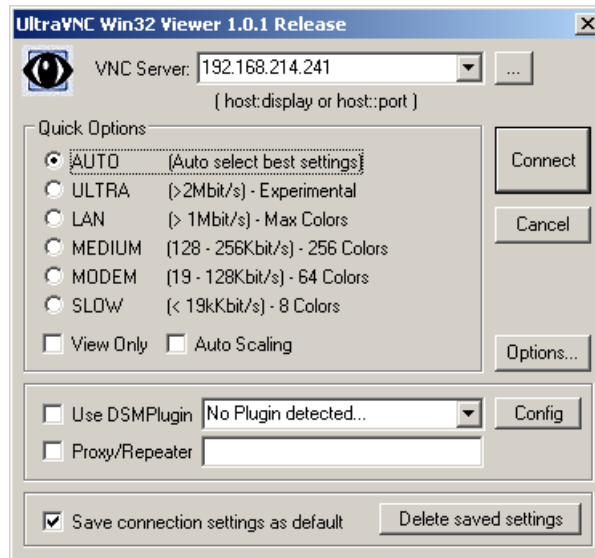 UltraVNC Win32 Viewer 1.0.1 Release
VNC Server: 192.168.214.241 ...
( host:display or host::port )
Quick Options
AUTO (Auto select best settings)
ULTRA (>2Mbit/s) - Experimental
LAN (> 1Mbit/s) - Max Colors
MEDIUM (128 - 256Kbit/s) - 256 Colors
MODEM (19 - 128Kbit/s) - 64 Colors
SLOW (< 19kKbit/s) - 8 Colors
View Only Auto Scaling
Connect
Cancel
Options...
Use DSMPlugin No Plugin detected... Config
Proxy/Repeater
Save connection settings as default Delete saved settings